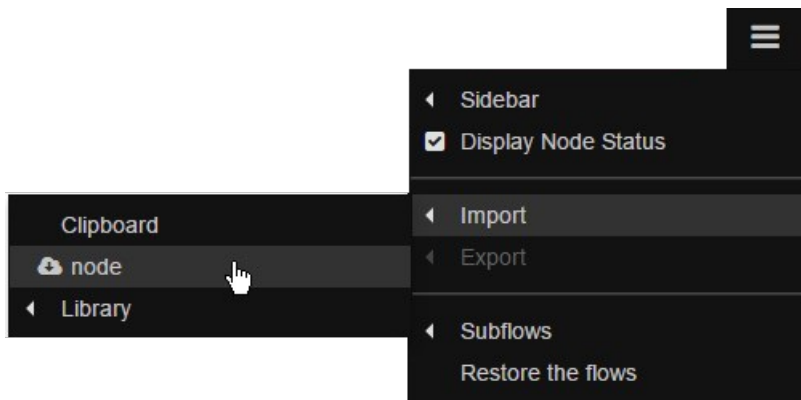 Sidebar
Display Node Status
Import
Export
Clipboard
node
Library
Subflows
Restore the flows